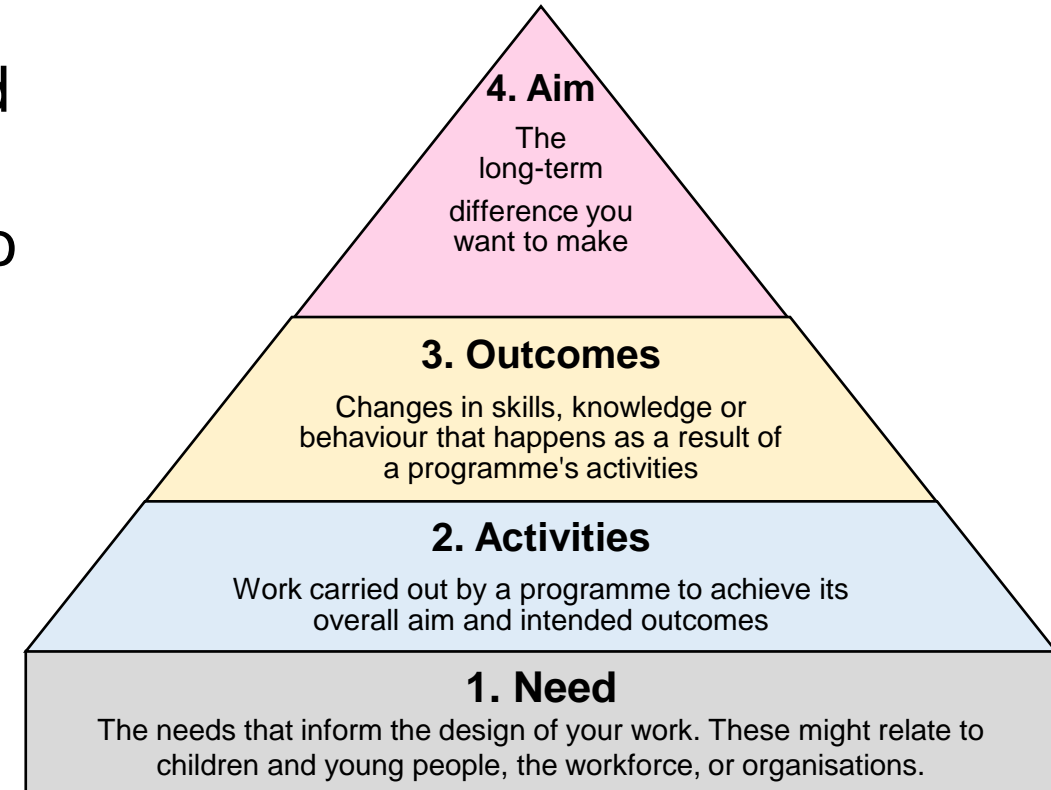 4. Aim
The
long-term
difference you
want to make
3. Outcomes
Changes in skills, knowledge or
behaviour that happens as a result of
a programme's activities
2. Activities
Work carried out by a programme to achieve its
overall aim and intended outcomes
1. Need
The needs that inform the design of your work. These might relate to
children and young people, the workforce, or organisations.